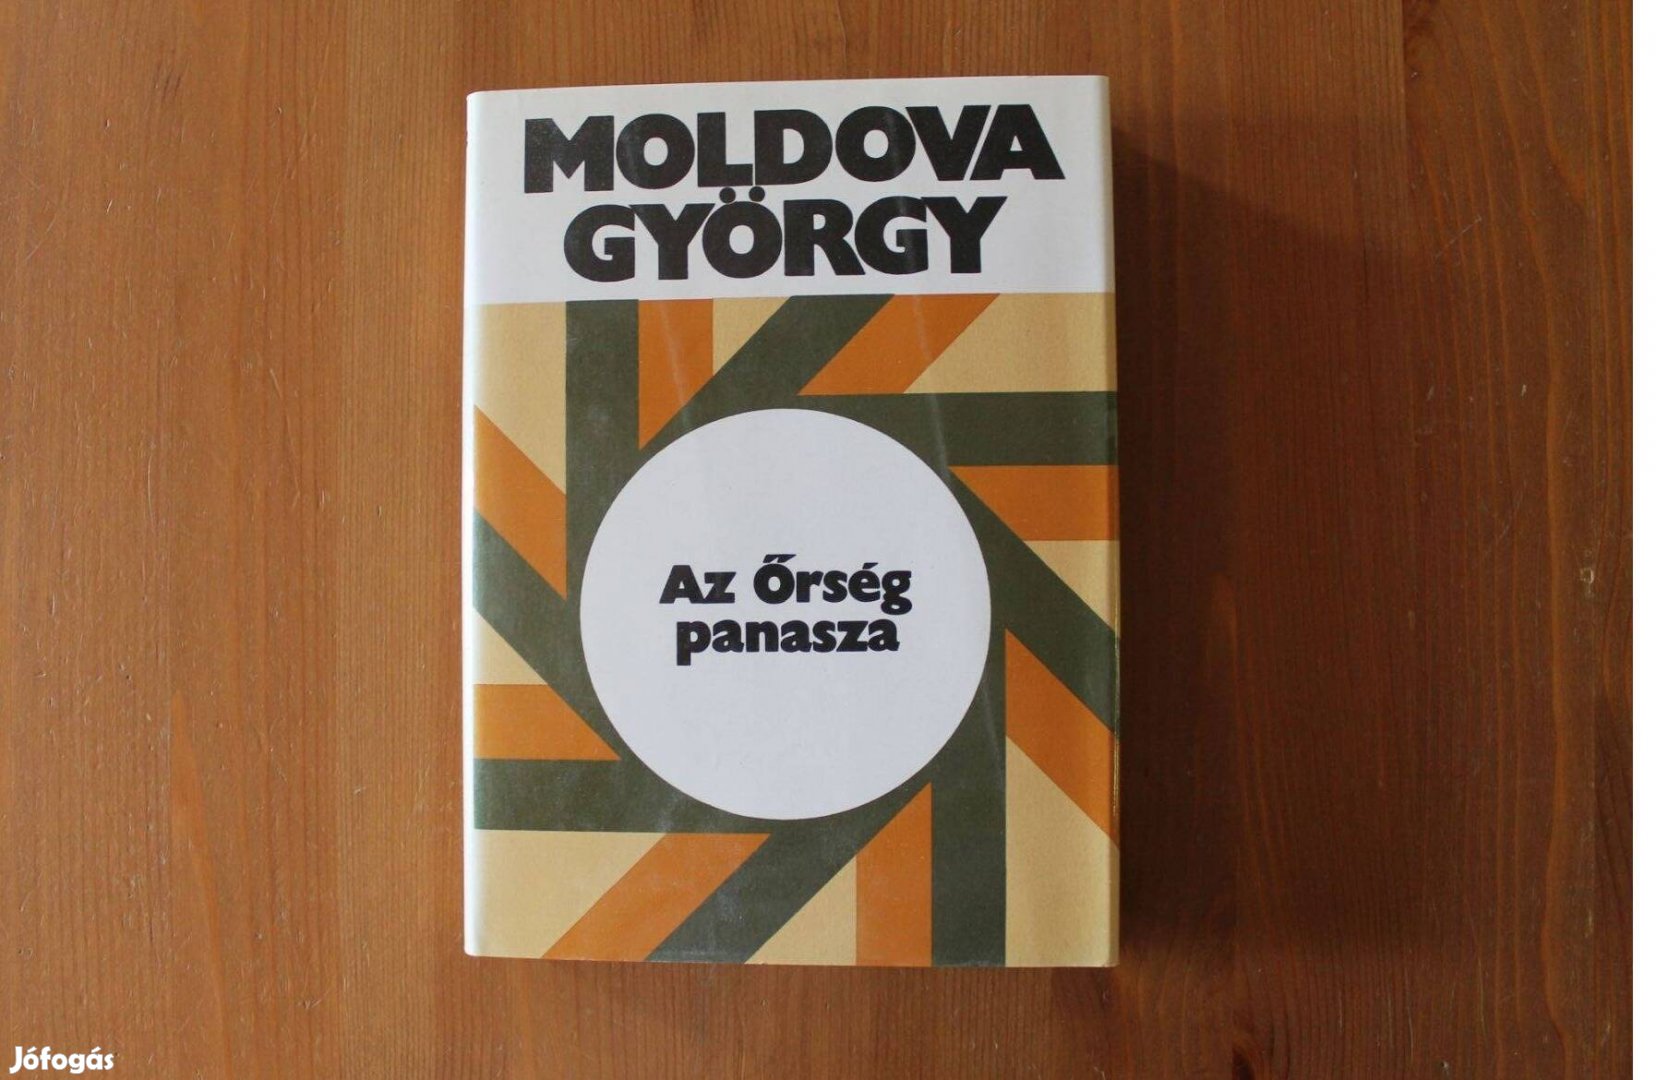 MOLDOVA
GYÖRGY
Az Őrség
panasza
Jófogás